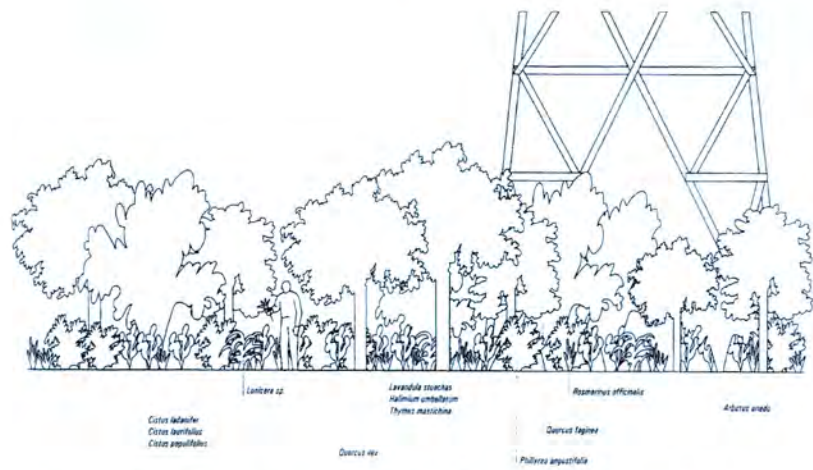 Lonicera sp.
Lavandula stoechas
Halimium umbellatum
Thymus mastichina
Rosmarinus officinalis
Arbutus unedo
Cistus ladanifer
Cistus laurifolius
Cistus populifolius
Quercus faginea
Quercus ilex
Phillyrea angustifolia